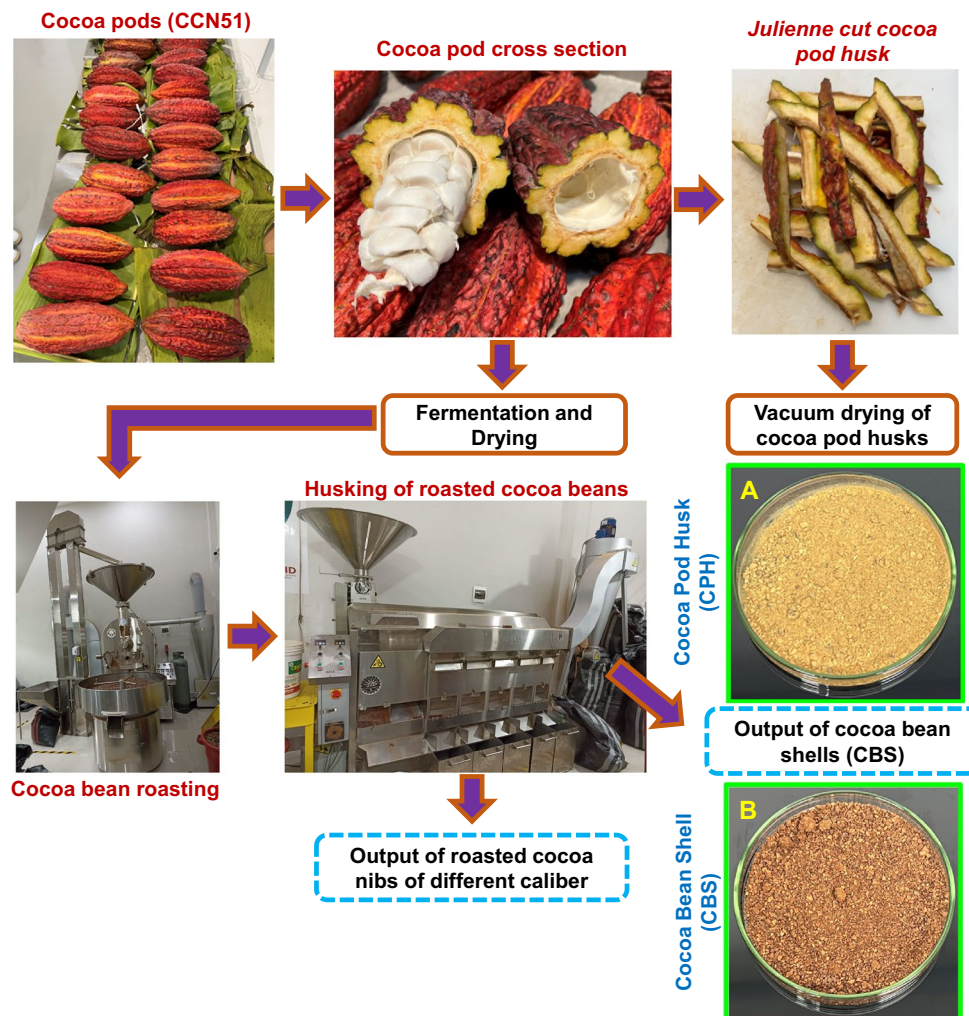 Cocoa pods (CCN51)
Cocoa pod cross section
Julienne cut cocoa
pod husk
Fermentation and
Drying
Vacuum drying of
cocoa pod husks
Husking of roasted cocoa beans
A
Cocoa Pod Husk
(CPH)
Cocoa bean roasting
Output of cocoa bean
shells (CBS)
Output of roasted cocoa
nibs of different caliber
B
Cocoa Bean Shell
(CBS)